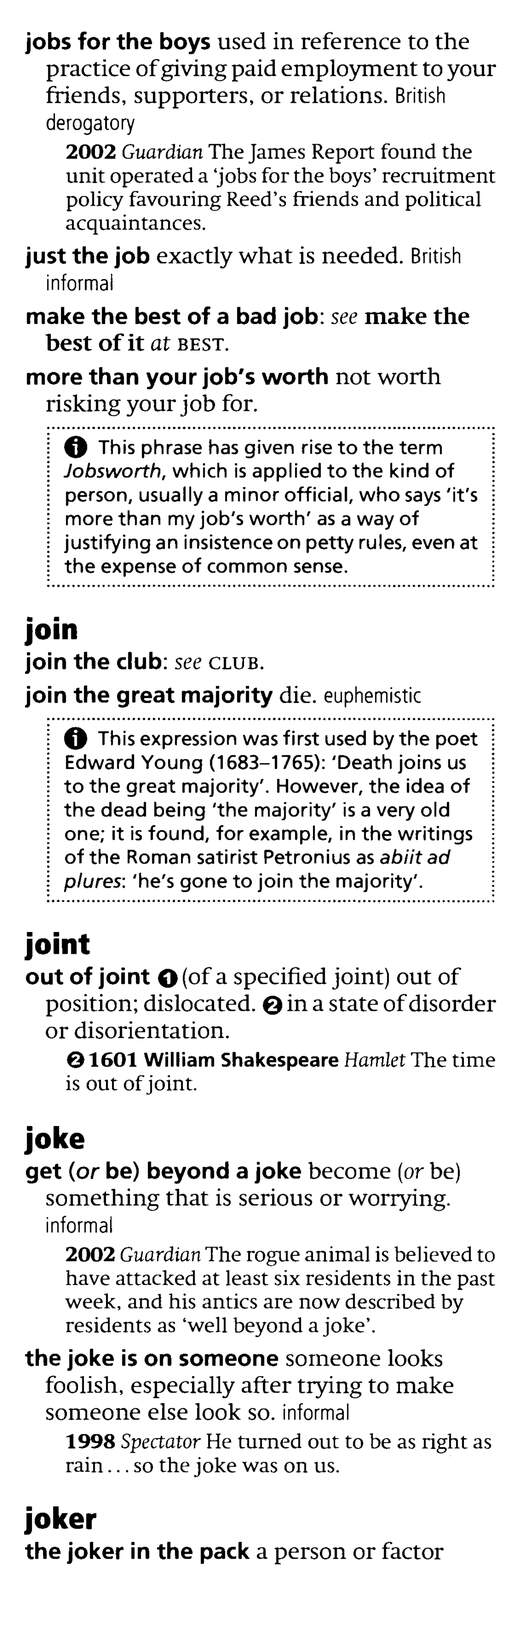 jobs for the boys used in reference to the
practice of giving paid employment to your
friends, supporters, or relations. British
derogatory
2002 Guardian The James Report found the
unit operated a ‘jobs for the boys’ recruitment
policy favouring Reed’s friends and political
acquaintances.
just the job exactly what is needed. British
informal
make the best of a bad job: see make the
best of it at BEST.
more than your job’s worth not worth
risking your job for.
ℹ This phrase has given rise to the term
Jobsworth, which is applied to the kind of
person, usually a minor official, who says ‘it’s
more than my job’s worth’ as a way of
justifying an insistence on petty rules, even at
the expense of common sense.
join
join the club: see CLUB.
join the great majority die. euphemistic
ℹ This expression was first used by the poet
Edward Young (1683–1765): ‘Death joins us
to the great majority’. However, the idea of
the dead being ‘the majority’ is a very old
one; it is found, for example, in the writings
of the Roman satirist Petronius as abiit ad
plures: ‘he’s gone to join the majority’.
joint
out of joint ❶ (of a specified joint) out of
position; dislocated. ❷ in a state of disorder
or disorientation.
❷ 1601 William Shakespeare Hamlet The time
is out of joint.
joke
get (or be) beyond a joke become (or be)
something that is serious or worrying.
informal
2002 Guardian The rogue animal is believed to
have attacked at least six residents in the past
week, and his antics are now described by
residents as ‘well beyond a joke’.
the joke is on someone someone looks
foolish, especially after trying to make
someone else look so. informal
1998 Spectator He turned out to be as right as
rain . . . so the joke was on us.
joker
the joker in the pack a person or factor